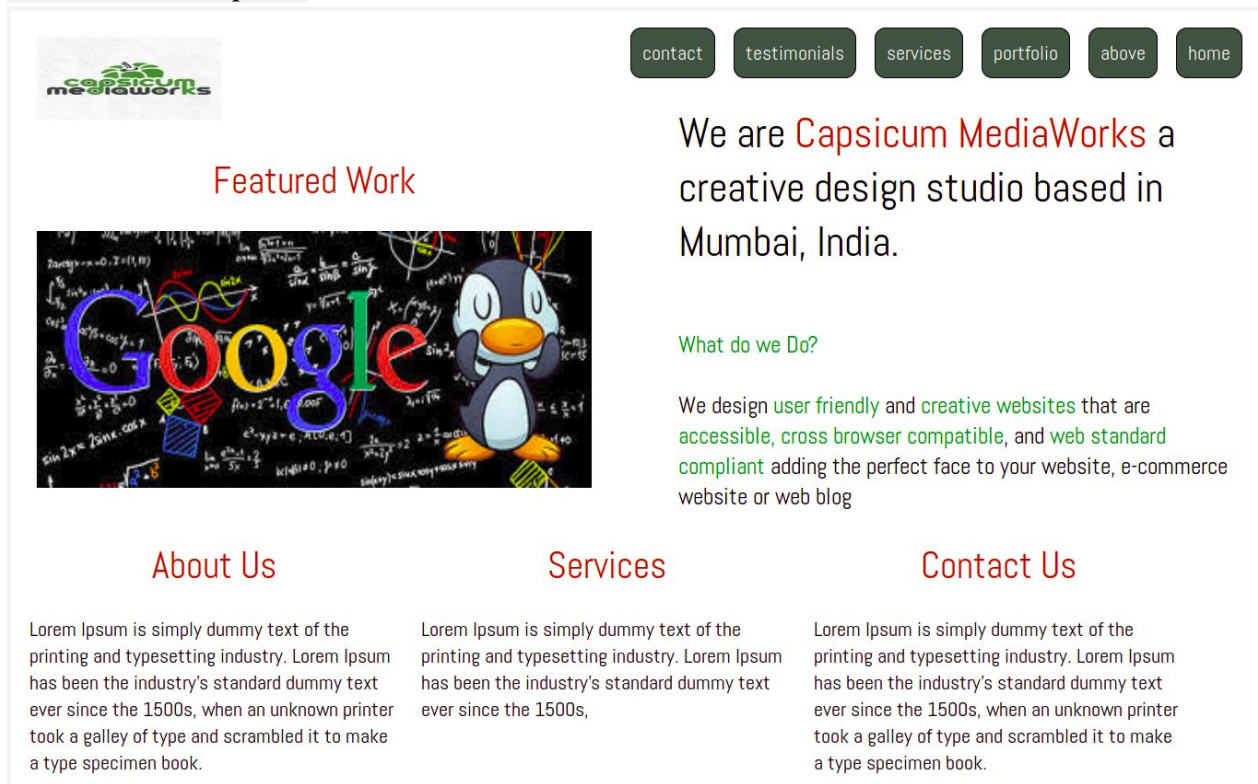 capsicum
mediaworks
contact
testimonials
services
portfolio
above
home
We are Capsicum MediaWorks a
creative design studio based in
Mumbai, India.
Featured Work
Google
What do we Do?
We design user friendly and creative websites that are
accessible, cross browser compatible, and web standard
compliant adding the perfect face to your website, e-commerce
website or web blog
About Us
Lorem Ipsum is simply dummy text of the
printing and typesetting industry. Lorem Ipsum
has been the industry's standard dummy text
ever since the 1500s, when an unknown printer
took a galley of type and scrambled it to make
a type specimen book.
Services
Lorem Ipsum is simply dummy text of the
printing and typesetting industry. Lorem Ipsum
has been the industry's standard dummy text
ever since the 1500s,
Contact Us
Lorem Ipsum is simply dummy text of the
printing and typesetting industry. Lorem Ipsum
has been the industry's standard dummy text
ever since the 1500s, when an unknown printer
took a galley of type and scrambled it to make
a type specimen book.